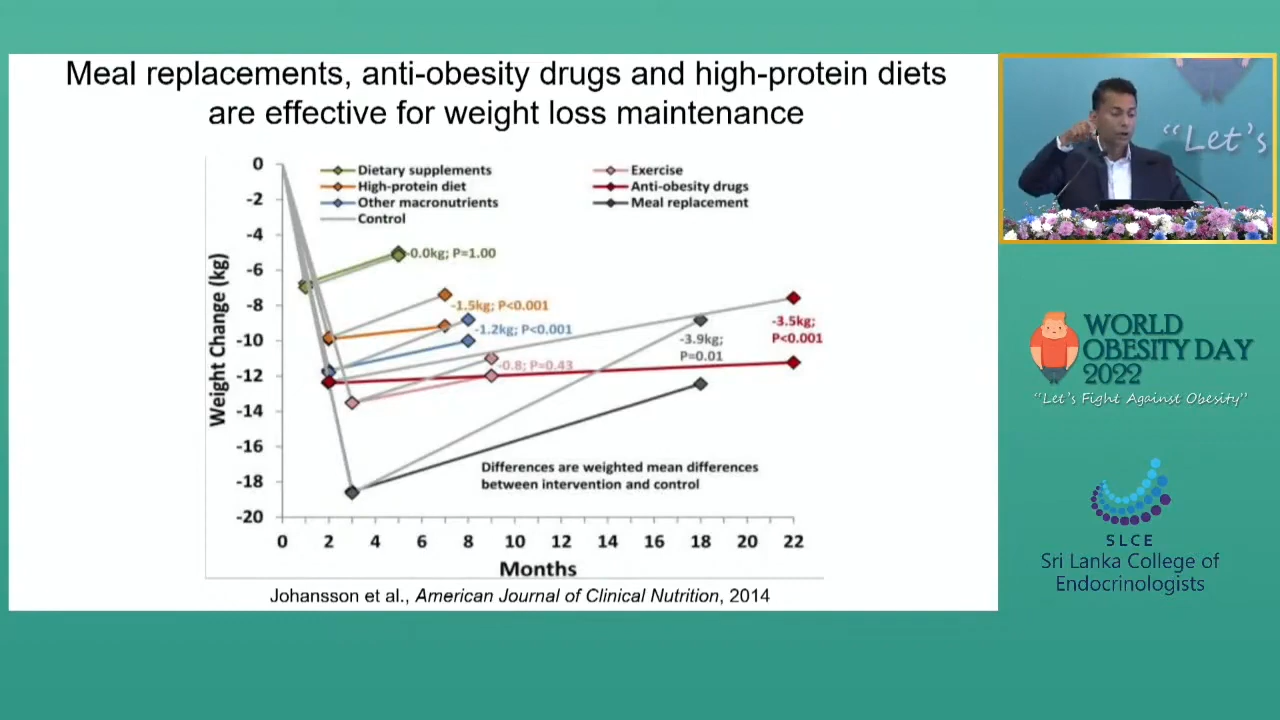 Meal replacements, anti-obesity drugs and high-protein diets
are effective for weight loss maintenance
Dietary supplements
High-protein diet
Other macronutrients
Control
Exercise
Anti-obesity drugs
Meal replacement
Weight Change (kg)
0
-2
-4
-6
-8
-10
-12
-14
-16
-18
-20
-0.0kg; P=1.00
-1.5kg; P<0.001
-1.2kg; P<0.001
-0.8; P=0.43
-3.9kg;
P=0.01
-3.5kg;
P<0.001
Differences are weighted mean differences
between intervention and control
0 2 4 6 8 10 12 14 16 18 20 22
Months
Johansson et al., American Journal of Clinical Nutrition, 2014
“Let's
WORLD
OBESITY DAY
2022
“Let's Fight Against Obesity”
SLCE
Sri Lanka College of
Endocrinologists